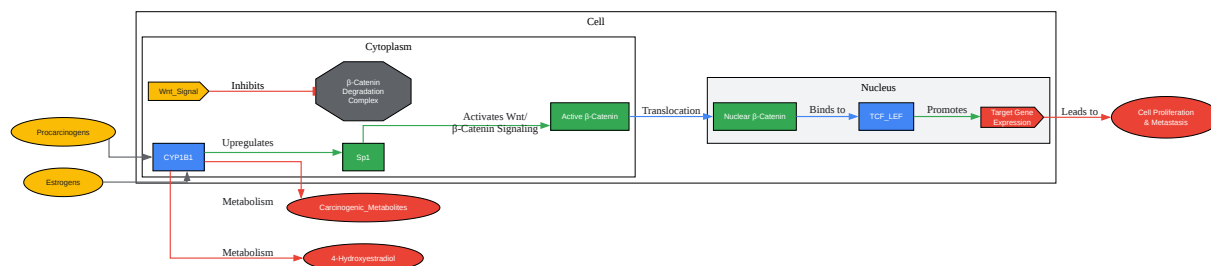 Cell
Cytoplasm
Wnt_Signal
Inhibits
β-Catenin
Degradation
Complex
Nucleus
Procarcinogens
Estrogens
CYP1B1
Upregulates
Sp1
Activates Wnt/
β-Catenin Signaling
Active β-Catenin
Translocation
Nuclear β-Catenin
Binds to
TCF_LEF
Promotes
Target Gene
Expression
Leads to
Cell Proliferation
& Metastasis
Metabolism
Carcinogenic_Metabolites
Metabolism
4-Hydroxyestradiol